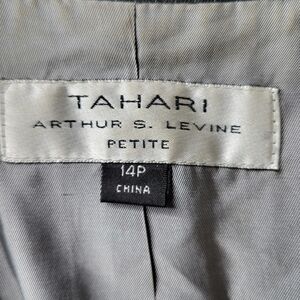 TAHARI
ARTHUR S. LEVINE
PETITE
14P
CHINA